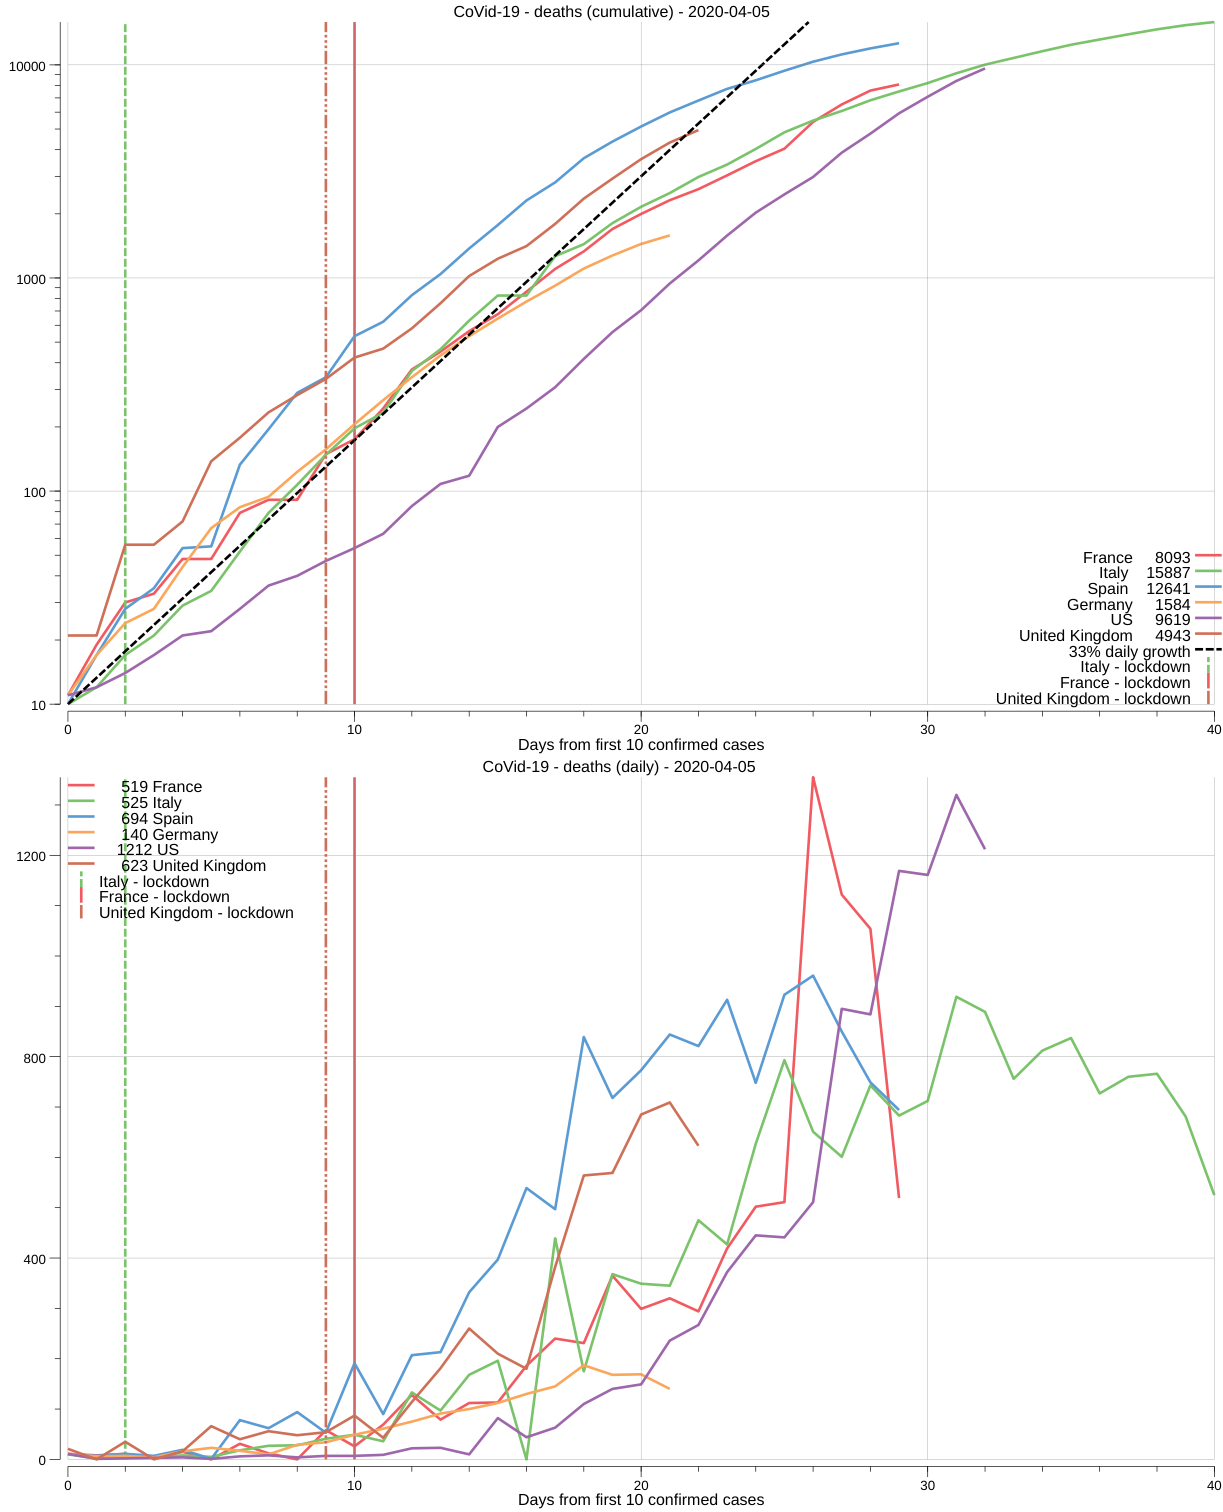 CoVid-19 - deaths (cumulative) - 2020-04-05
10000
1000
100
10
France 8093
Italy 15887
Spain 12641
Germany 1584
US 9619
United Kingdom 4943
33% daily growth
Italy - lockdown
France - lockdown
United Kingdom - lockdown
0 10 20 30 40
Days from first 10 confirmed cases
CoVid-19 - deaths (daily) - 2020-04-05
519 France
525 Italy
694 Spain
140 Germany
1212 US
623 United Kingdom
Italy - lockdown
France - lockdown
United Kingdom - lockdown
1200
800
400
0
0 10 20 30 40
Days from first 10 confirmed cases